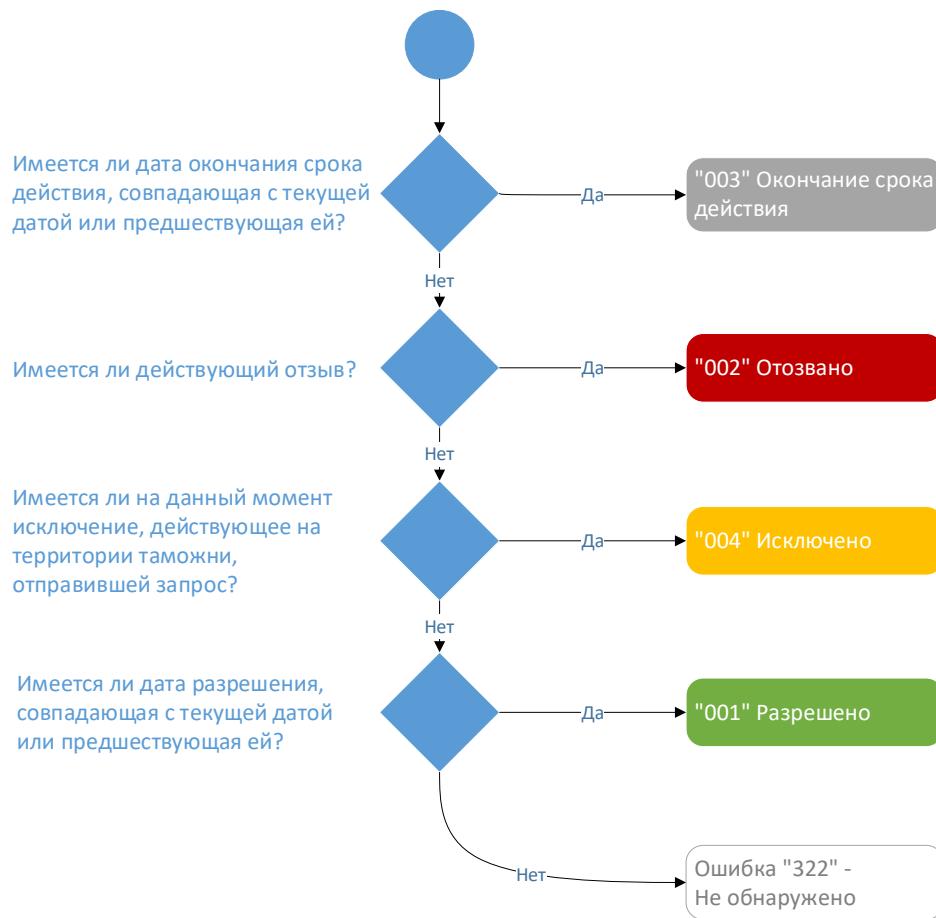 Имеется ли дата окончания срока
действия, совпадающая с текущей
датой или предшествующая ей?
Да
"003" Окончание срока
действия
Нет
Имеется ли действующий отзыв?
Да
"002" Отозвано
Нет
Имеется ли на данный момент
исключение, действующее на
территории таможни,
отправившей запрос?
Да
"004" Исключено
Нет
Имеется ли дата разрешения,
совпадающая с текущей датой
или предшествующая ей?
Да
"001" Разрешено
Нет
Ошибка "322" -
Не обнаружено